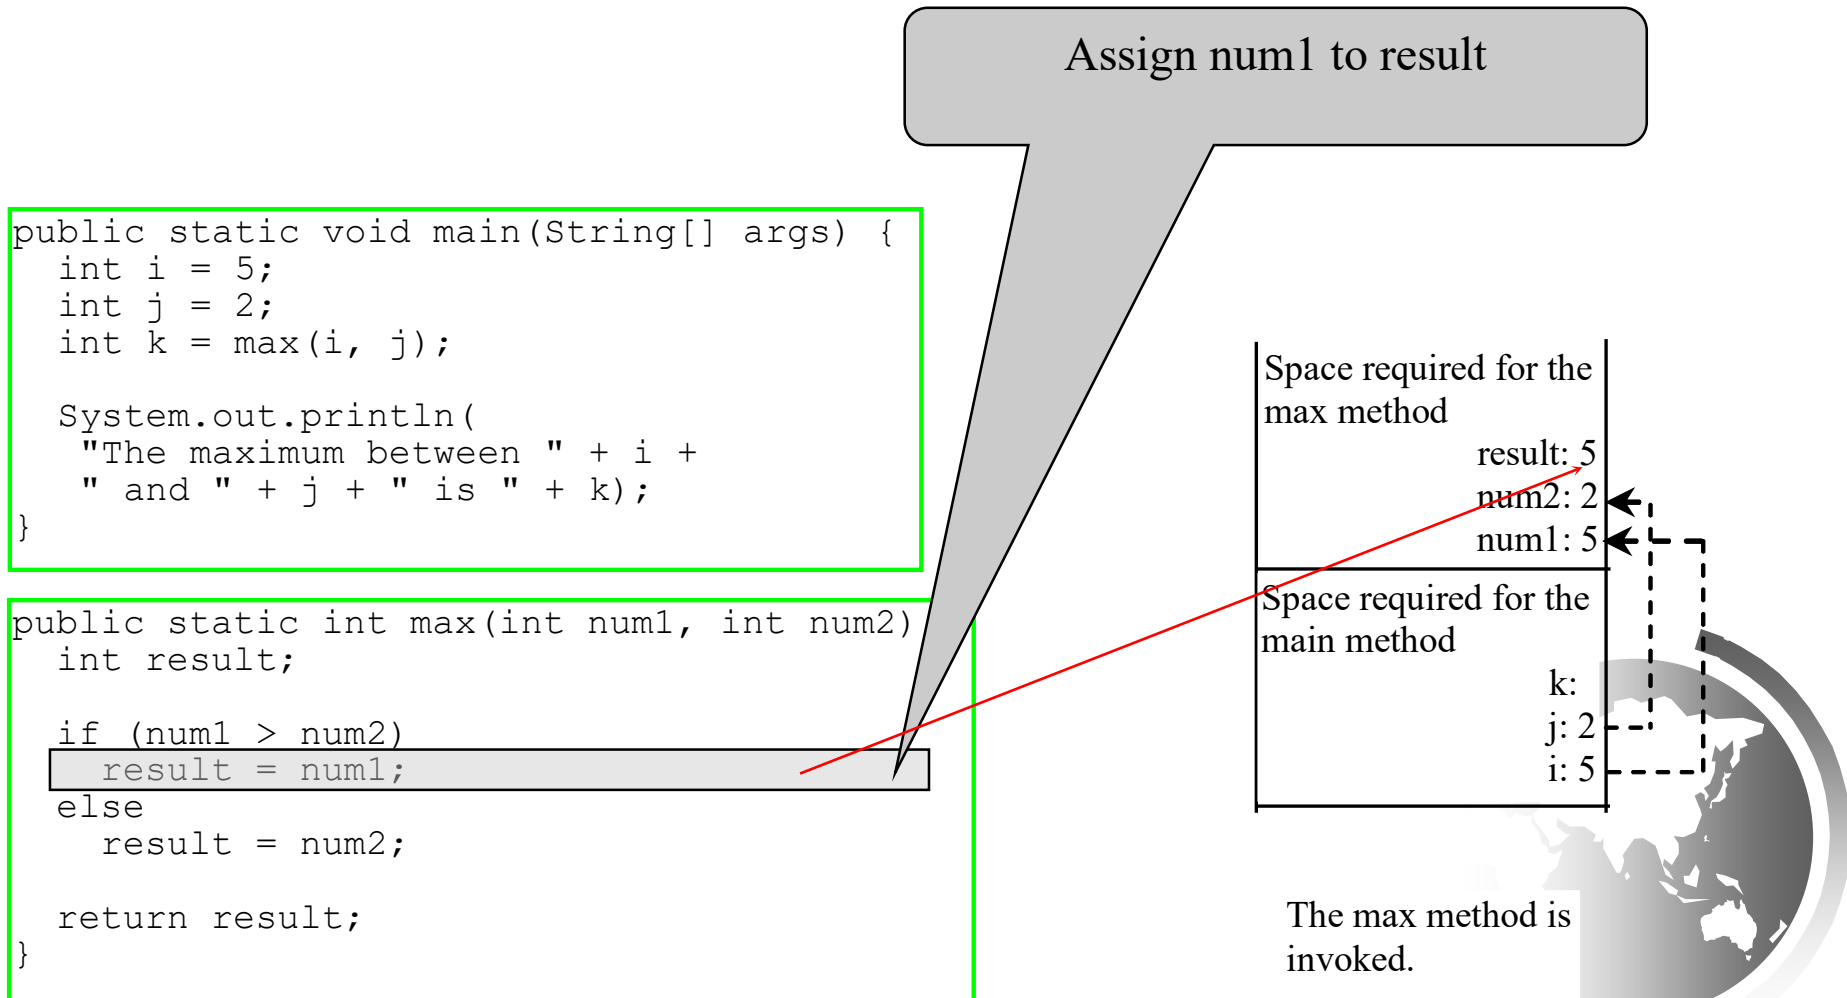 Assign num1 to result
public static void main(String[] args) {
  int i = 5;
  int j = 2;
  int k = max(i, j);
  System.out.println(
   "The maximum between " + i +
   " and " + j + " is " + k);
}
public static int max(int num1, int num2)
  int result;
  if (num1 > num2)
    result = num1;
  else
    result = num2;
  return result;
}
Space required for the
max method
result: 5
num2: 2
num1: 5
Space required for the
main method
k:
j: 2
i: 5
The max method is
invoked.